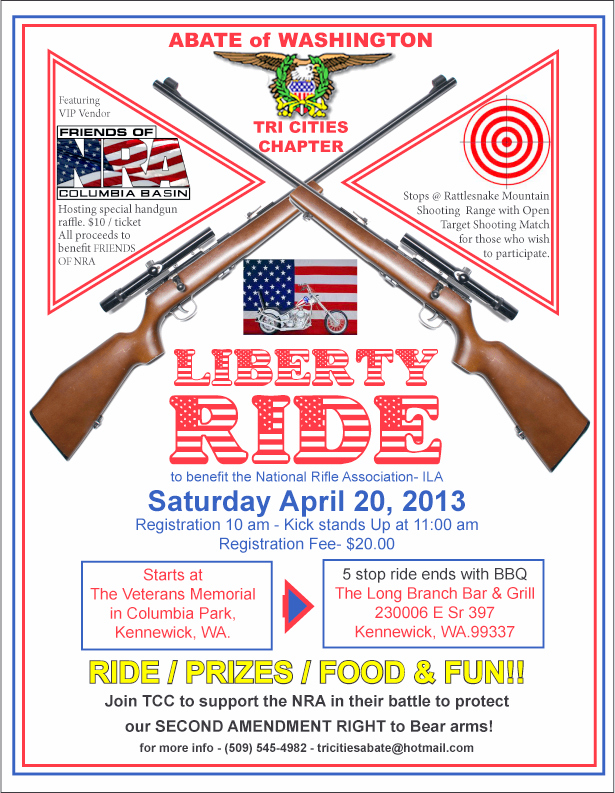 ABATE of WASHINGTON
TRI CITIES
CHAPTER
Featuring
VIP Vendor
FRIENDS OF
NRA
COLUMBIA BASIN
Hosting special handgun
raffle. $10 / ticket
All proceeds to
benefit FRIENDS
OF NRA
Stops @ Rattlesnake Mountain
Shooting Range with Open
Target Shooting Match
for those who wish
to participate.
LIBERTY
RIDE
to benefit the National Rifle Association- ILA
Saturday April 20, 2013
Registration 10 am - Kick stands Up at 11:00 am
Registration Fee- $20.00
Starts at
The Veterans Memorial
in Columbia Park,
Kennewick, WA.
5 stop ride ends with BBQ
The Long Branch Bar & Grill
230006 E Sr 397
Kennewick, WA.99337
RIDE / PRIZES / FOOD & FUN!!
Join TCC to support the NRA in their battle to protect
our SECOND AMENDMENT RIGHT to Bear arms!
for more info - (509) 545-4982 - tricitiesabate@hotmail.com